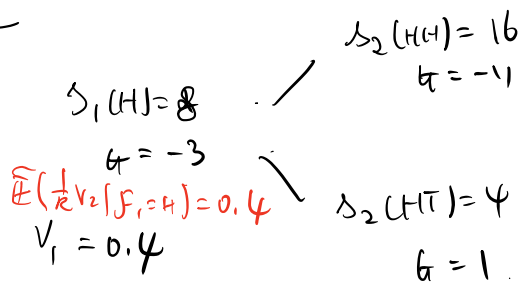 S₁(H)=8
G = -3
Ẽ(1/R V₂|F₁=H)=0.4
V₁ = 0.4
S₂(HH)= 16
G = -11
S₂(HT)= 4
G = 1